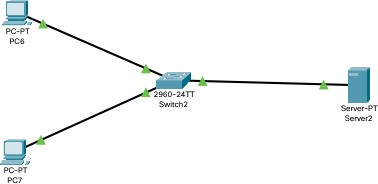 PC-PT
PC6
2960-24TT
Switch2
Server-PT
Server2
PC-PT
PC7